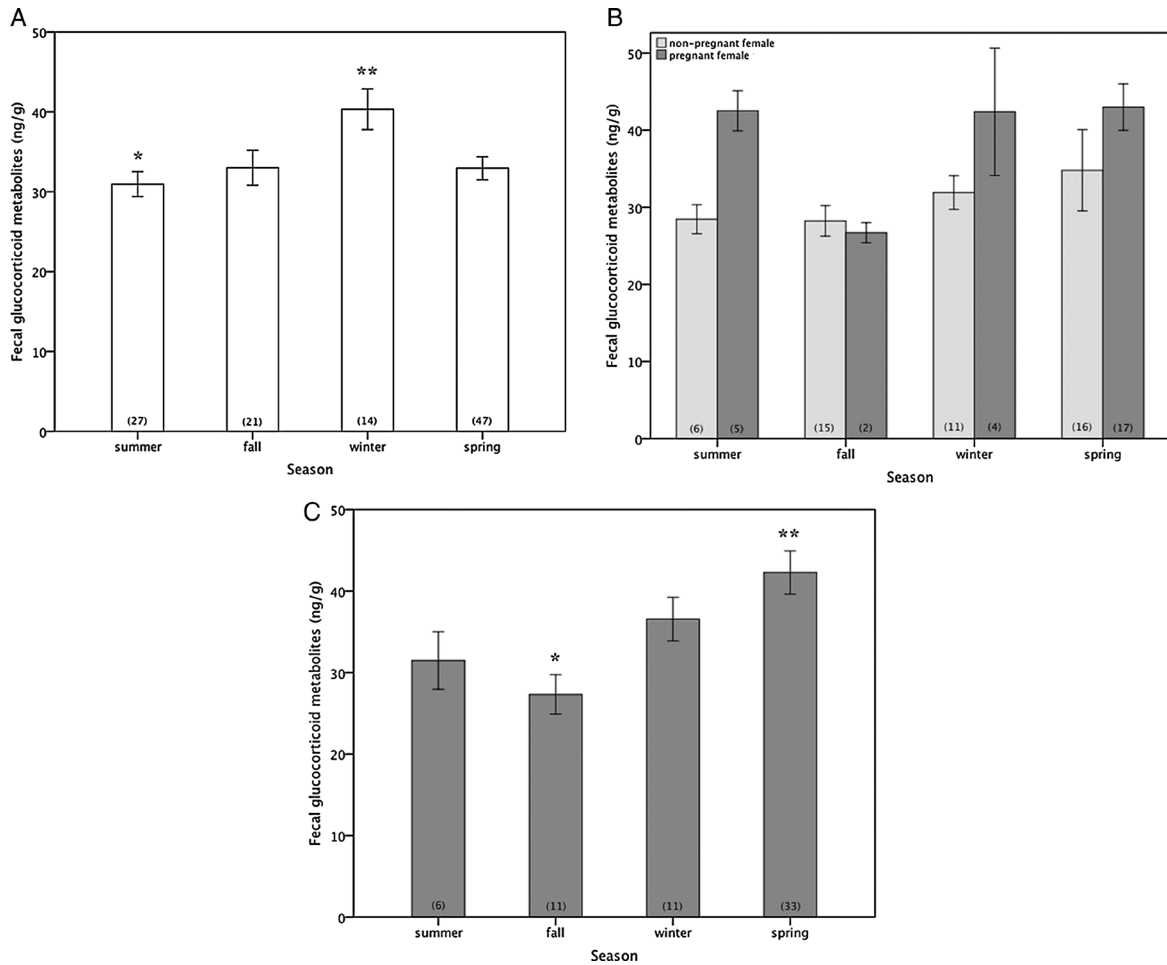 A
Fecal glucocorticoid metabolites (ng/g)
50
40
30
20
10
0
*
**
(27) (21) (14) (47)
summer fall winter spring
Season
B
non-pregnant female
pregnant female
Fecal glucocorticoid metabolites (ng/g)
50
40
30
20
10
0
(6) (5) (15) (2) (11) (4) (16) (17)
summer fall winter spring
Season
C
Fecal glucocorticoid metabolites (ng/g)
50
40
30
20
10
0
*
**
(6) (11) (11) (33)
summer fall winter spring
Season